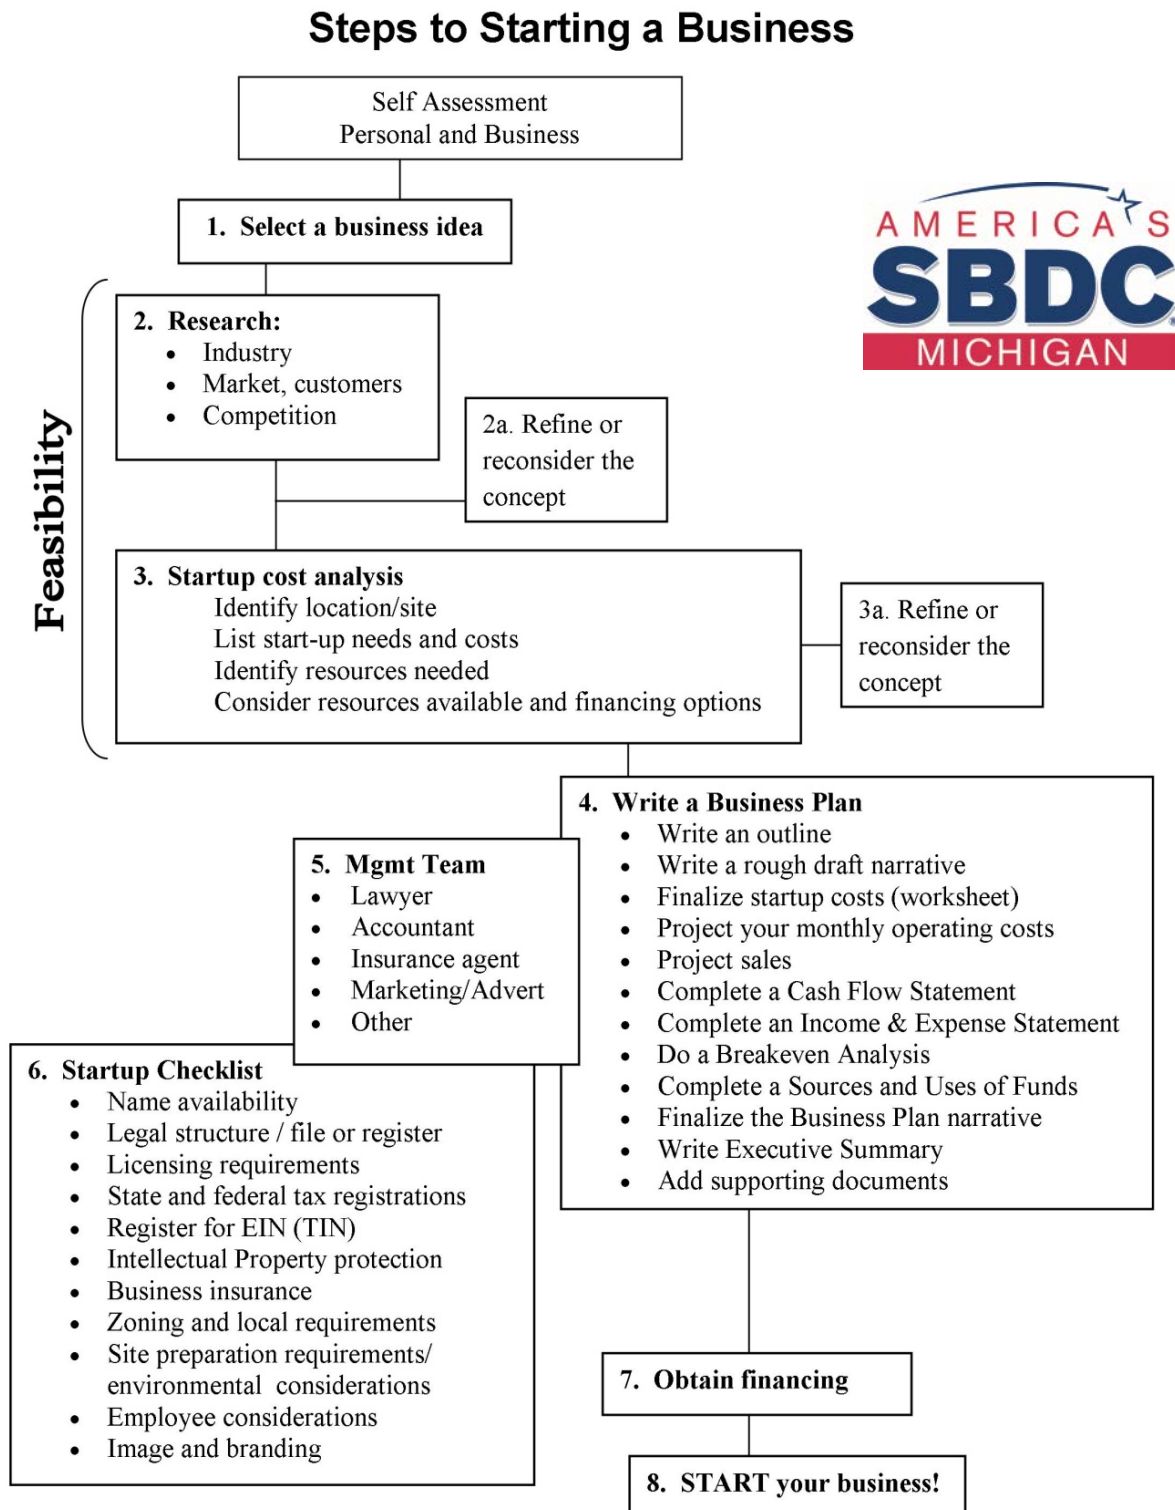 Steps to Starting a Business
Self Assessment
Personal and Business
1. Select a business idea
AMERICA'S
SBDC
MICHIGAN
Feasibility
2. Research:
• Industry
• Market, customers
• Competition
2a. Refine or
reconsider the
concept
3. Startup cost analysis
Identify location/site
List start-up needs and costs
Identify resources needed
Consider resources available and financing options
3a. Refine or
reconsider the
concept
4. Write a Business Plan
• Write an outline
• Write a rough draft narrative
• Finalize startup costs (worksheet)
• Project your monthly operating costs
• Project sales
• Complete a Cash Flow Statement
• Complete an Income & Expense Statement
• Do a Breakeven Analysis
• Complete a Sources and Uses of Funds
• Finalize the Business Plan narrative
• Write Executive Summary
• Add supporting documents
5. Mgmt Team
• Lawyer
• Accountant
• Insurance agent
• Marketing/Advert
• Other
6. Startup Checklist
• Name availability
• Legal structure / file or register
• Licensing requirements
• State and federal tax registrations
• Register for EIN (TIN)
• Intellectual Property protection
• Business insurance
• Zoning and local requirements
• Site preparation requirements/
environmental considerations
• Employee considerations
• Image and branding
7. Obtain financing
8. START your business!